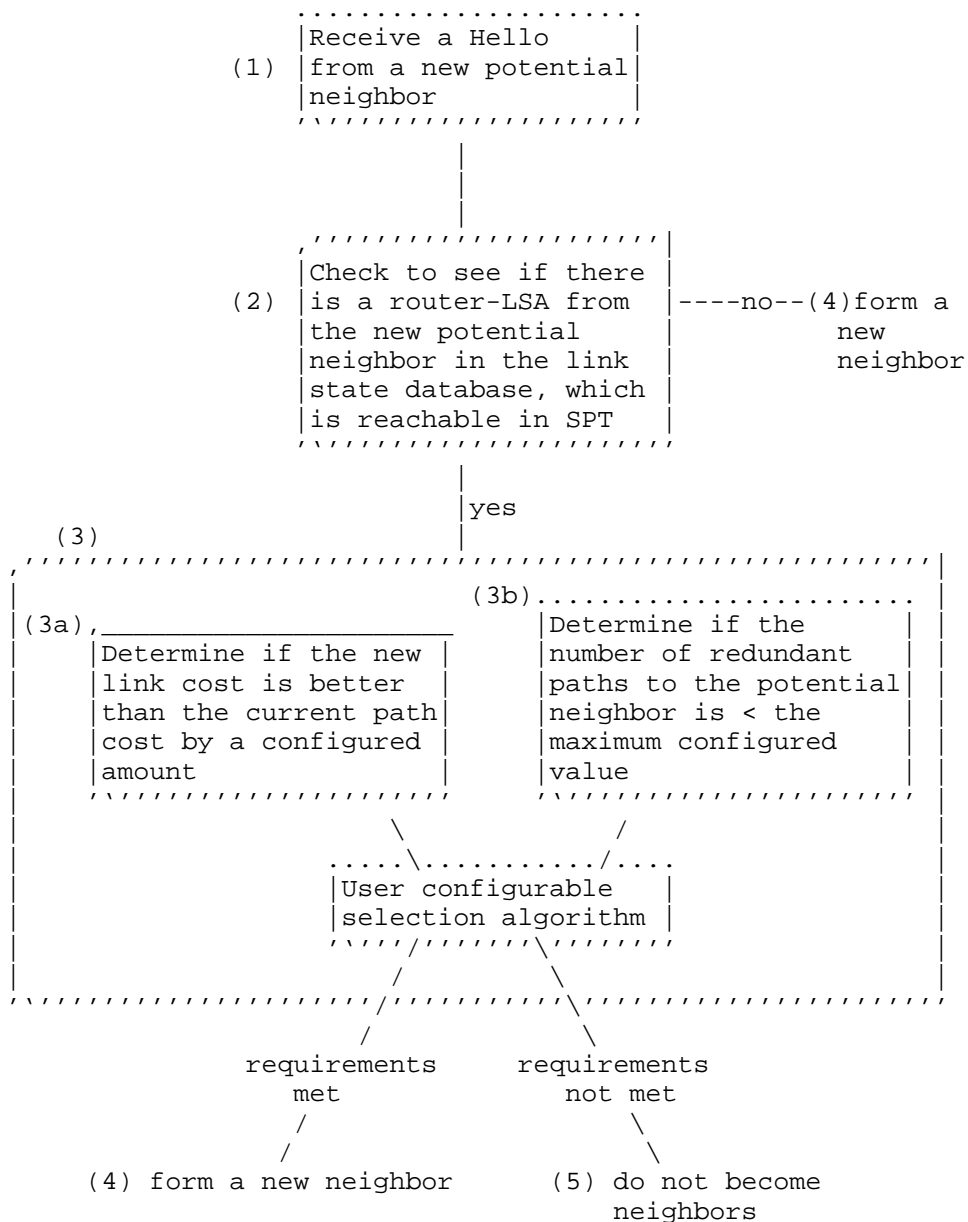 Receive a Hello
(1) from a new potential
neighbor
Check to see if there
(2) is a router-LSA from ----no--(4)form a
the new potential new
neighbor in the link neighbor
state database, which
is reachable in SPT
yes
(3)
(3b)
(3a) Determine if the
Determine if the new number of redundant
link cost is better paths to the potential
than the current path neighbor is < the
cost by a configured maximum configured
amount value
User configurable
selection algorithm
requirements requirements
met not met
(4) form a new neighbor (5) do not become
neighbors